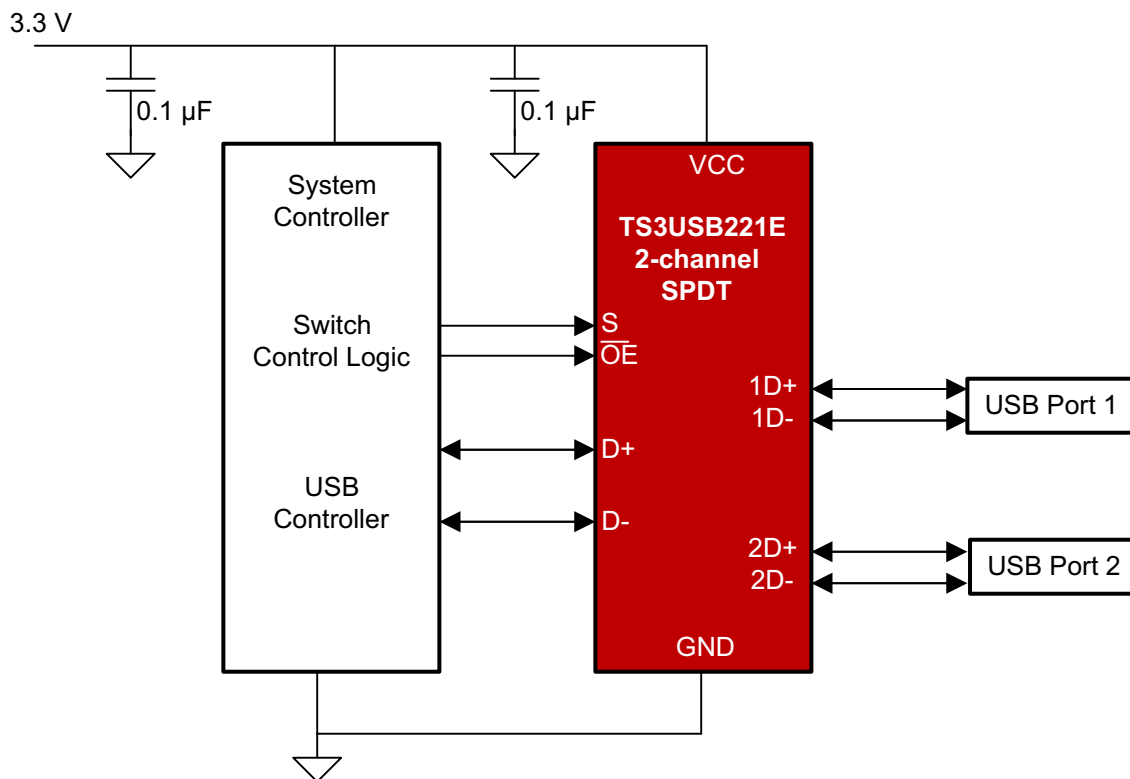 3.3 V
0.1 µF
0.1 µF
System
Controller
Switch
Control Logic
USB
Controller
VCC
TS3USB221E
2-channel
SPDT
S
OE
D+
D-
1D+
1D-
2D+
2D-
GND
USB Port 1
USB Port 2